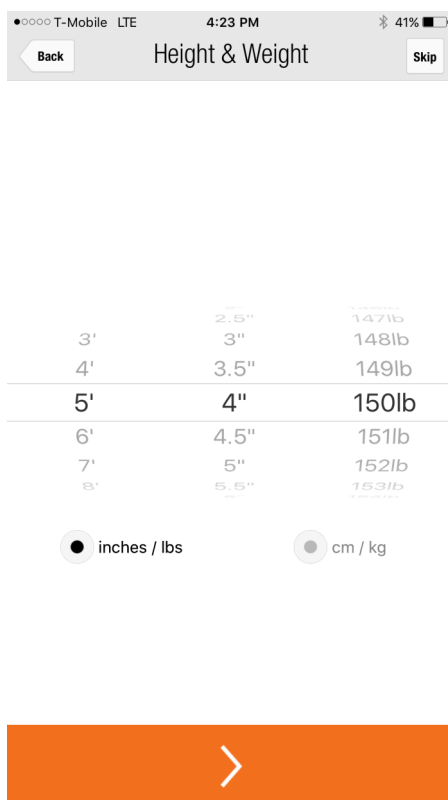 T-Mobile LTE 4:23 PM 41%
Back Height & Weight Skip
2.5" 147lb
3' 3" 148lb
4' 3.5" 149lb
5' 4" 150lb
6' 4.5" 151lb
7' 5" 152lb
8' 5.5" 153lb
inches / lbs cm / kg